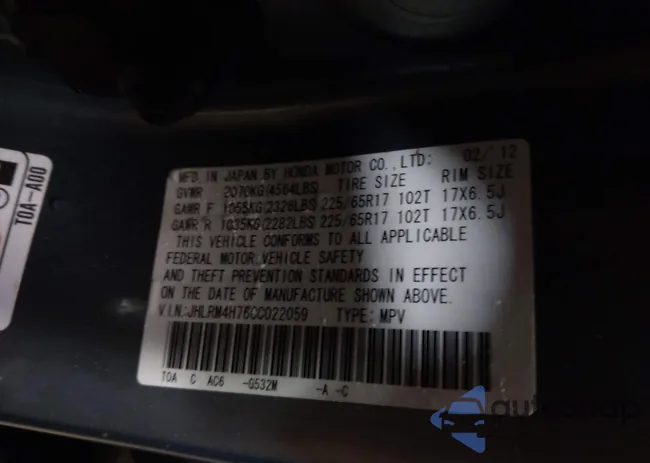 MFD. IN JAPAN BY HONDA MOTOR CO.,LTD: 02/ 12
GVWR 2070KG(4564LBS) TIRE SIZE RIM SIZE
GAWR F 1055KG(2326LBS) 225/65R17 102T 17X6.5J
GAWR R 1035KG(2282LBS) 225/65R17 102T 17X6.5J
THIS VEHICLE CONFORMS TO ALL APPLICABLE
FEDERAL MOTOR VEHICLE SAFETY
AND THEFT PREVENTION STANDARDS IN EFFECT
ON THE DATE OF MANUFACTURE SHOWN ABOVE.
V.I.N.:JHLRM4H76CC022059 TYPE:MPV
T0A C AC6 -G532M -A -C
T0A-A00
autoshop